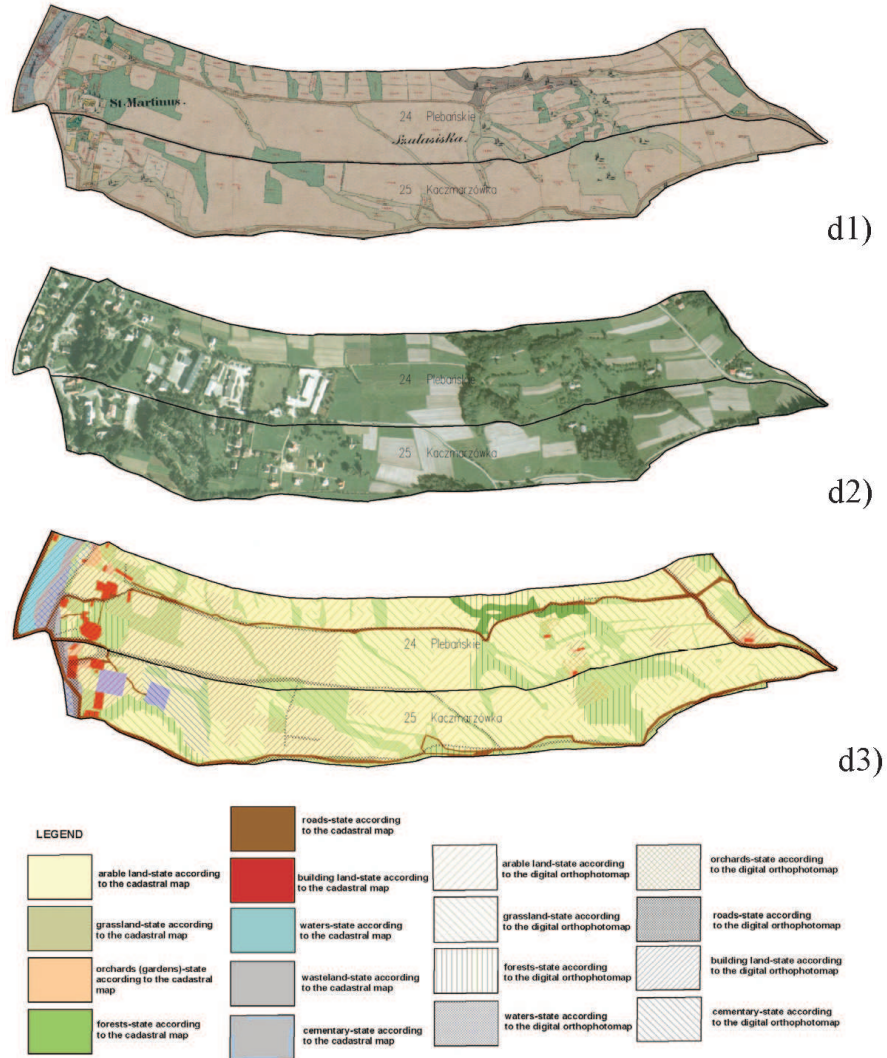 St. Martinus.
24 Plebańskie
Szałasiska.
25 Kaczmarzówka
d1)
24 Plebańskie
25 Kaczmarzówka
d2)
24 Plebańskie
25 Kaczmarzówka
d3)
LEGEND
arable land-state according
to the cadastral map
grassland-state according
to the cadastral map
orchards (gardens)-state
according to the cadastral
map
forests-state according
to the cadastral map
roads-state according
to the cadastral map
building land-state according
to the cadastral map
waters-state according
to the cadastral map
wasteland-state according
to the cadastral map
cementary-state according
to the cadastral map
arable land-state according
to the digital orthophotomap
grassland-state according
to the digital orthophotomap
forests-state according
to the digital orthophotomap
waters-state according
to the digital orthophotomap
orchards-state according
to the digital orthophotomap
roads-state according
to the digital orthophotomap
building land-state according
to the digital orthophotomap
cementary-state according
to the digital orthophotomap